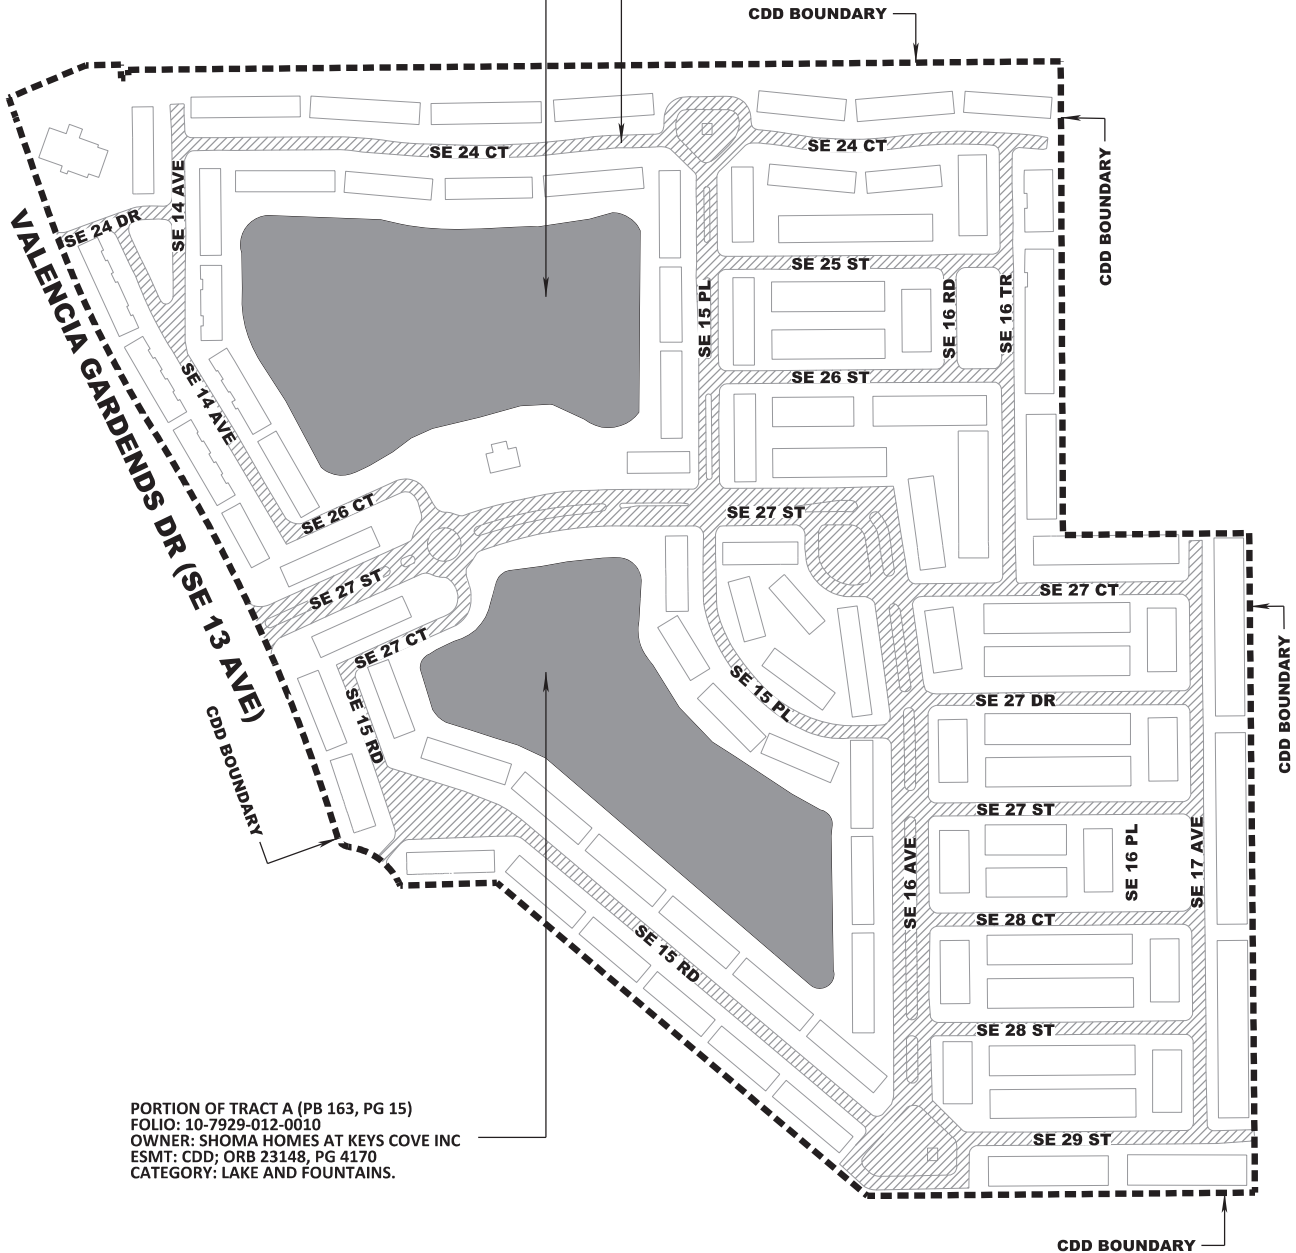 CDD BOUNDARY
SE 24 CT
SE 24 CT
CDD BOUNDARY
SE 14 AVE
SE 24 DR
VALENCIA GARDENDS DR (SE 13 AVE)
SE 25 ST
SE 15 PL
SE 16 RD
SE 16 TR
SE 26 ST
SE 14 AVE
SE 26 CT
SE 27 ST
SE 27 ST
SE 27 CT
SE 27 CT
CDD BOUNDARY
SE 15 RD
SE 15 PL
SE 27 DR
CDD BOUNDARY
SE 27 ST
SE 16 AVE
SE 16 PL
SE 17 AVE
SE 28 CT
SE 15 RD
SE 28 ST
PORTION OF TRACT A (PB 163, PG 15)
FOLIO: 10-7929-012-0010
OWNER: SHOMA HOMES AT KEYS COVE INC
ESMT: CDD; ORB 23148, PG 4170
CATEGORY: LAKE AND FOUNTAINS.
SE 29 ST
CDD BOUNDARY